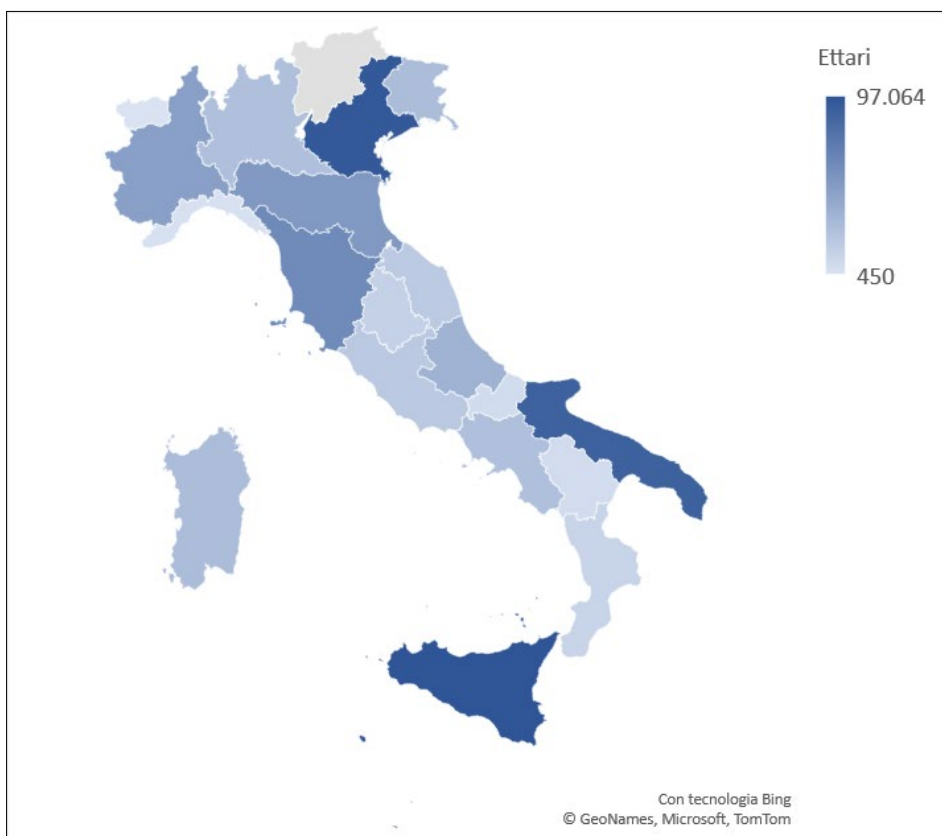 Ettari
97.064
450
Con tecnologia Bing
© GeoNames, Microsoft, TomTom